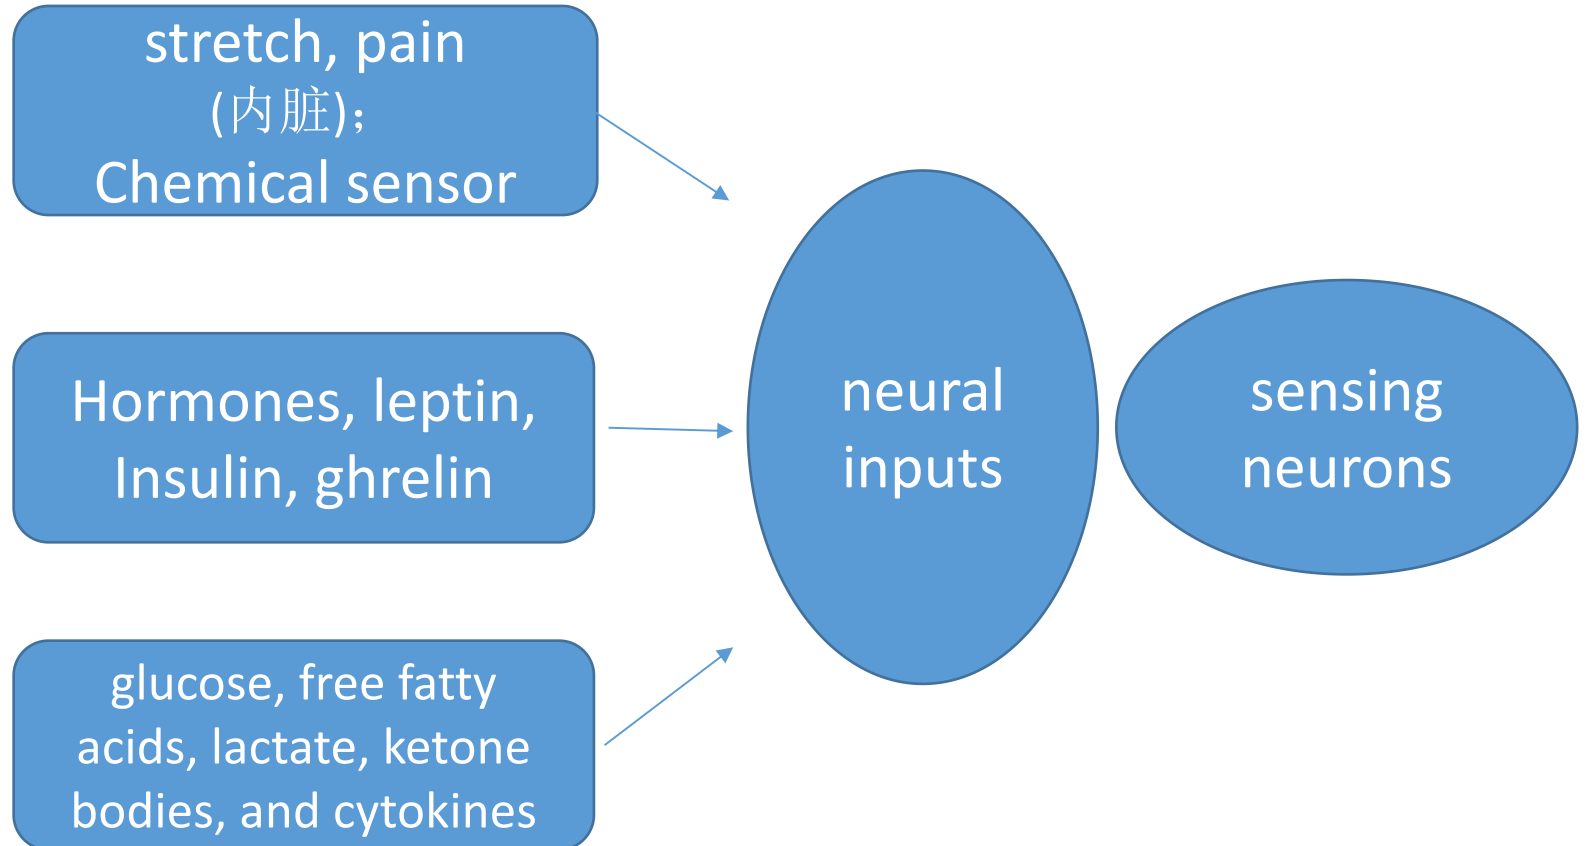 stretch, pain
(内脏)；
Chemical sensor
Hormones, leptin,
Insulin, ghrelin
glucose, free fatty
acids, lactate, ketone
bodies, and cytokines
neural
inputs
sensing
neurons